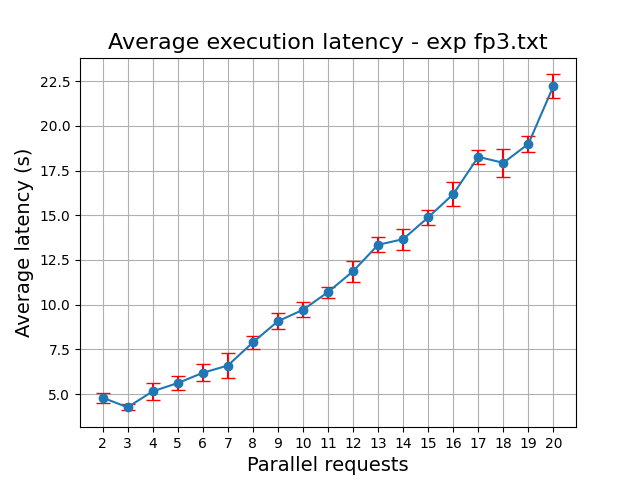 Average execution latency - exp fp3.txt
22.5
20.0
17.5
15.0
12.5
10.0
7.5
5.0
Average latency (s)
2 3 4 5 6 7 8 9 10 11 12 13 14 15 16 17 18 19 20
Parallel requests